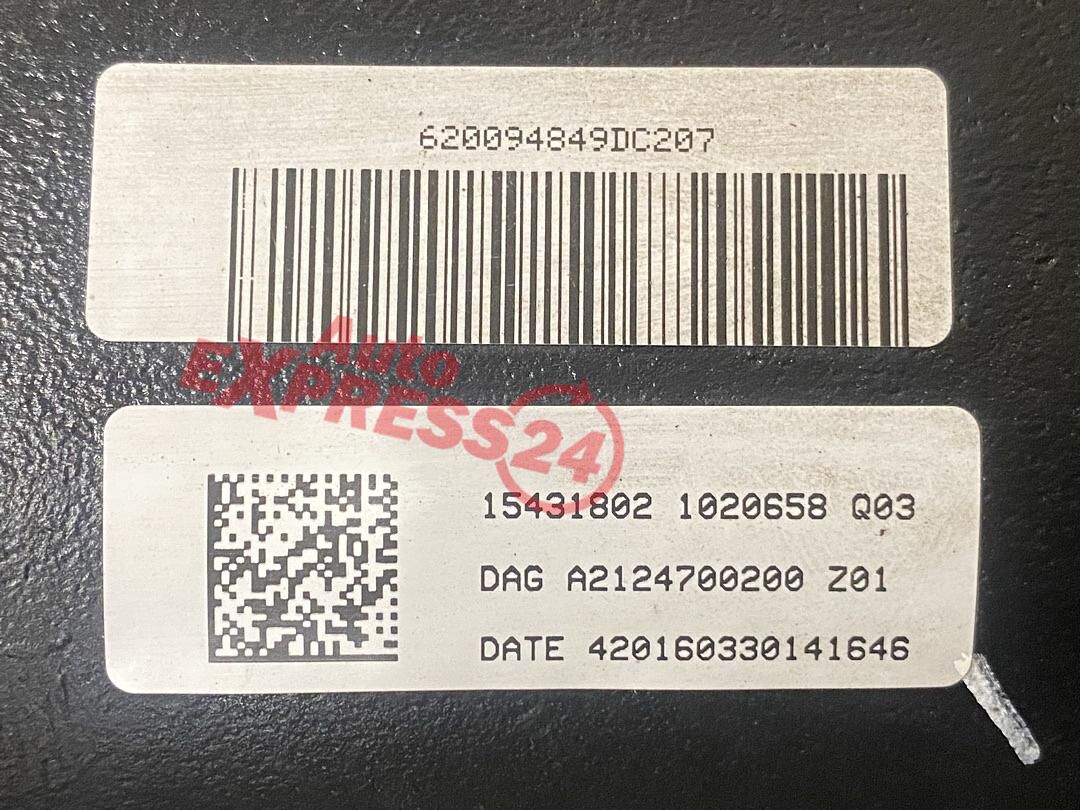 620094849DC207
Auto
EXPRESS24
15431802 1020658 Q03
DAG A2124700200 Z01
DATE 420160330141646